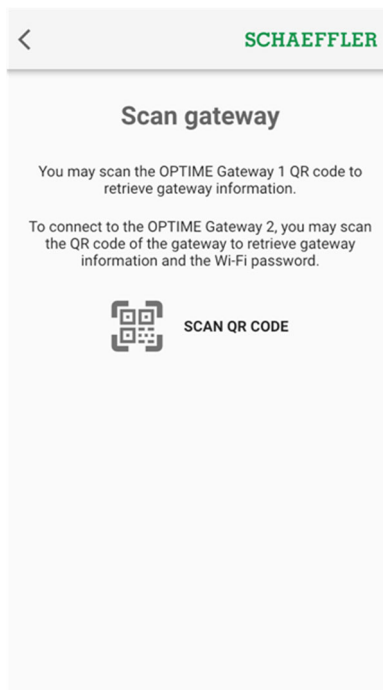 SCHAEFFLER
Scan gateway
You may scan the OPTIME Gateway 1 QR code to
retrieve gateway information.
To connect to the OPTIME Gateway 2, you may scan
the QR code of the gateway to retrieve gateway
information and the Wi-Fi password.
SCAN QR CODE